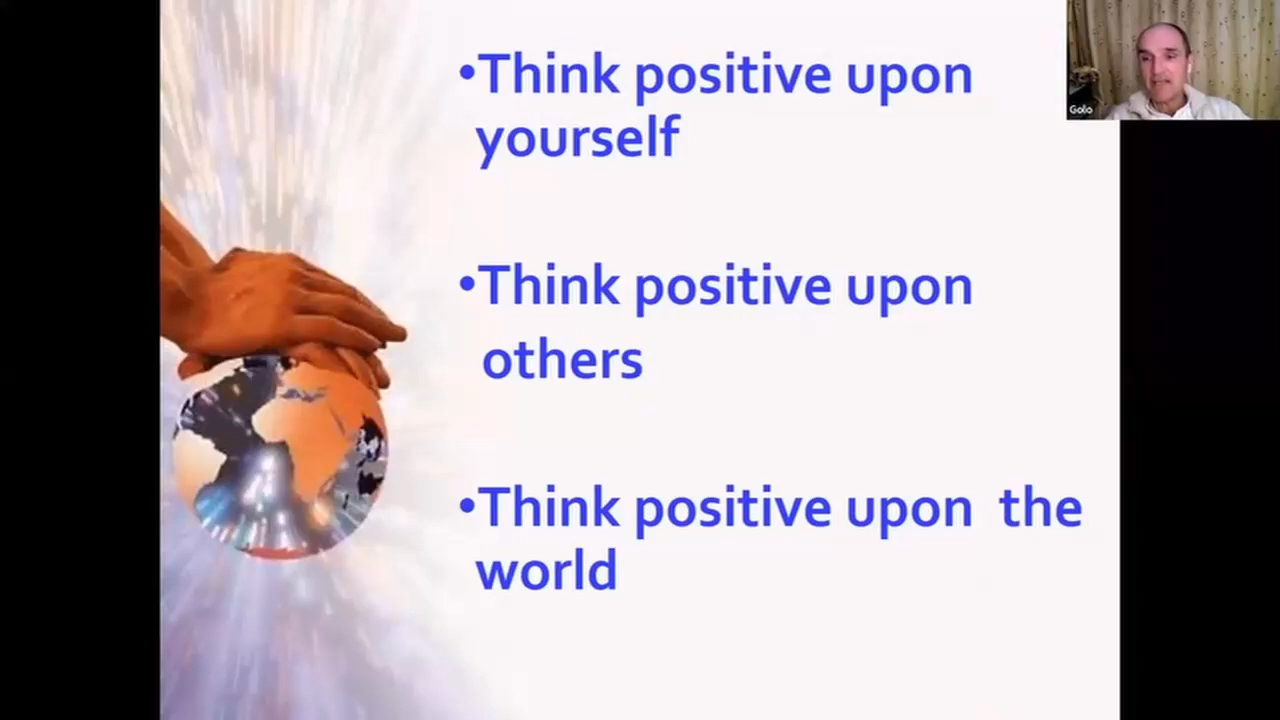 •Think positive upon
yourself
•Think positive upon
others
•Think positive upon the
world
Golo